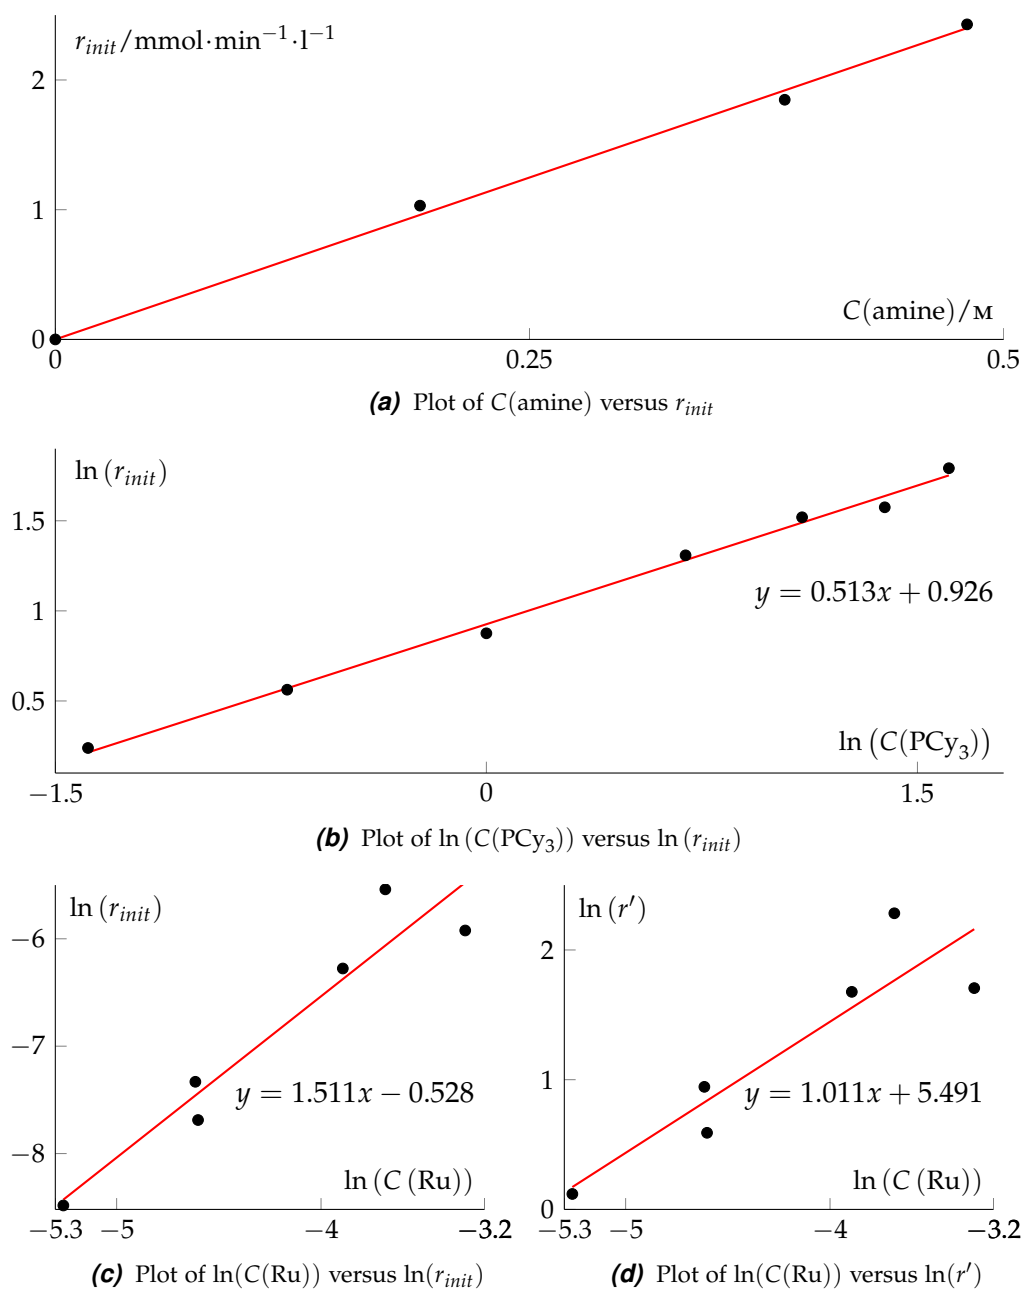 r_init/mmol·min⁻¹·l⁻¹
2
1
0
C(amine)/M
0 0.25 0.5
(a) Plot of C(amine) versus r_init
ln (r_init)
1.5
1
0.5
y = 0.513x + 0.926
ln (C(PCy₃))
−1.5 0 1.5
(b) Plot of ln (C(PCy₃)) versus ln (r_init)
ln (r_init)
−6
−7
−8
y = 1.511x − 0.528
ln (C (Ru))
−5.3 −5 −4 −3.2
(c) Plot of ln(C(Ru)) versus ln(r_init)
ln (r′)
2
1
0
y = 1.011x + 5.491
ln (C (Ru))
−5.3 −5 −4 −3.2
(d) Plot of ln(C(Ru)) versus ln(r′)